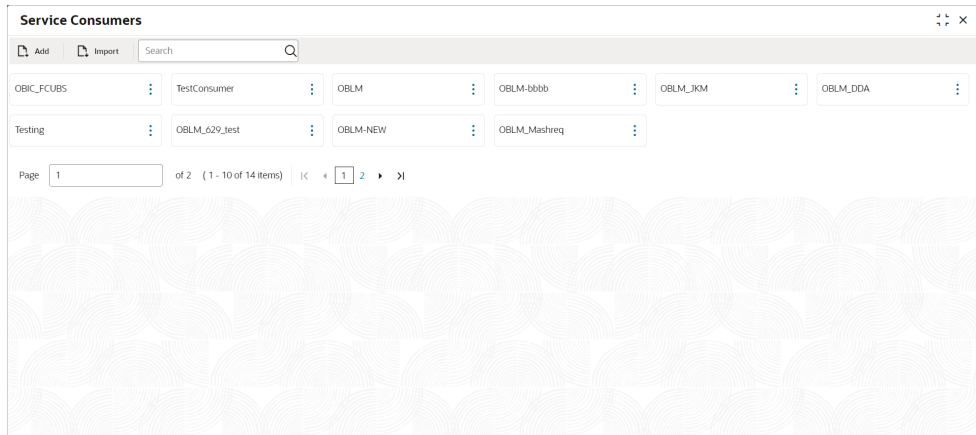 Service Consumers
Add Import Search
OBIC_FCUBS TestConsumer OBLM OBLM-bbbb OBLM_JKM OBLM_DDA
Testing OBLM_629_test OBLM-NEW OBLM_Mashreq
Page 1 of 2 ( 1 - 10 of 14 items) 1 2